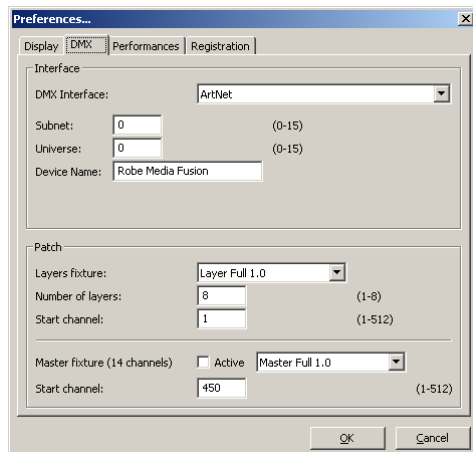 Preferences...
Display DMX Performances Registration
Interface
DMX Interface: ArtNet
Subnet: 0 (0-15)
Universe: 0 (0-15)
Device Name: Robe Media Fusion
Patch
Layers fixture: Layer Full 1.0
Number of layers: 8 (1-8)
Start channel: 1 (1-512)
Master fixture (14 channels) Active Master Full 1.0
Start channel: 450 (1-512)
OK Cancel